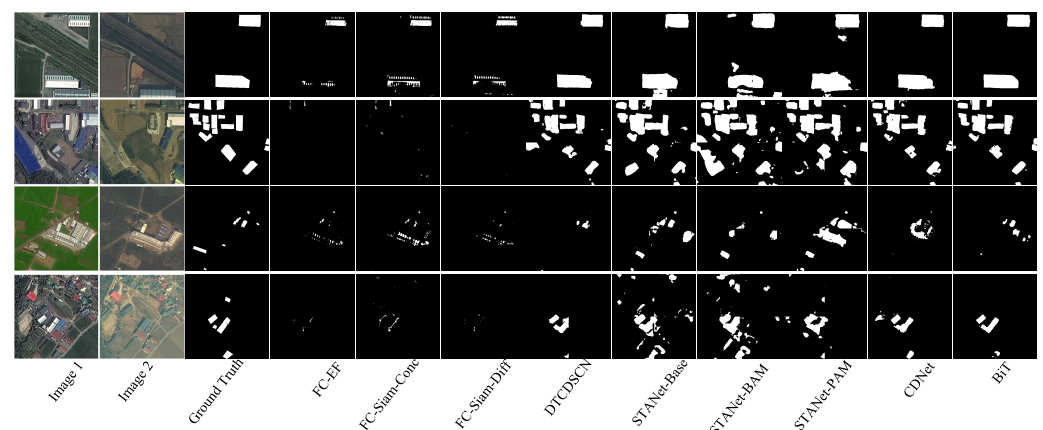 Image 1
Image 2
Ground Truth
FC-EF
FC-Siam-Conc
FC-Siam-Diff
DTCDSCN
STANet-Base
STANet-BAM
STANet-PAM
CDNet
BiT